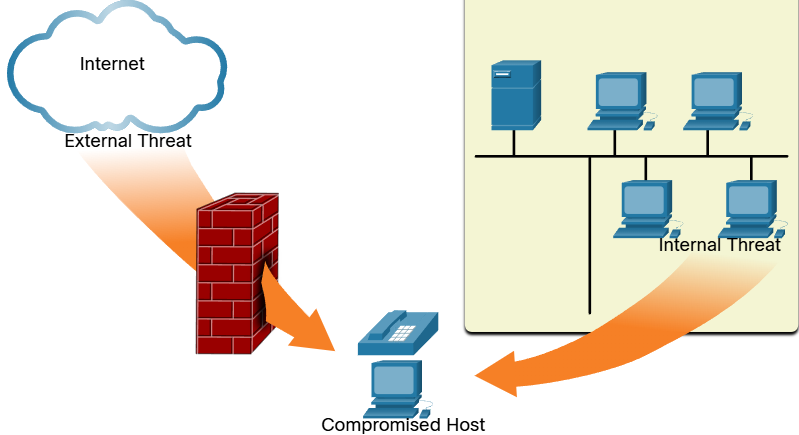 Internet
External Threat
Internal Threat
Compromised Host